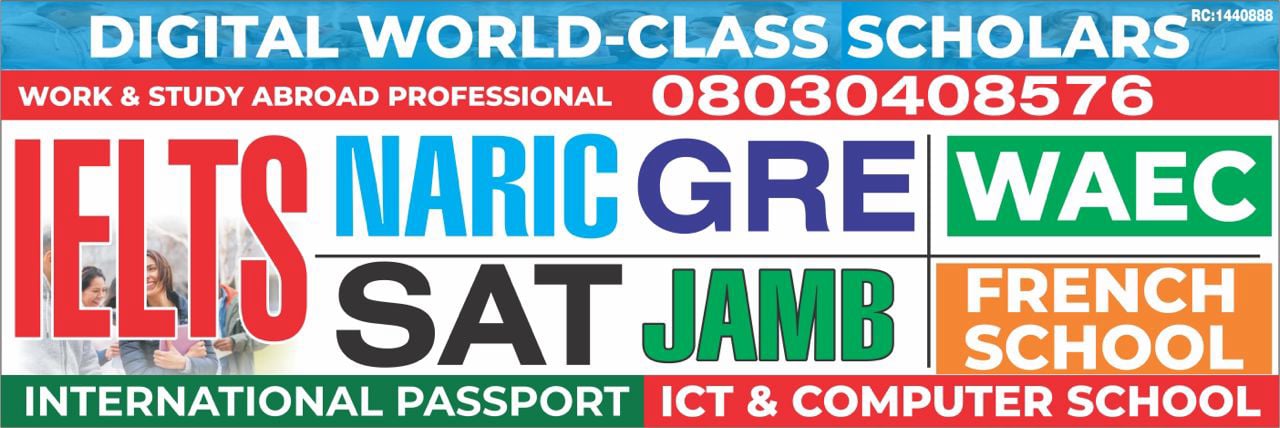 DIGITAL WORLD-CLASS SCHOLARS
RC:1440888
WORK & STUDY ABROAD PROFESSIONAL 08030408576
IELTS
NARIC
GRE
WAEC
SAT
JAMB
FRENCH
SCHOOL
INTERNATIONAL PASSPORT
ICT & COMPUTER SCHOOL